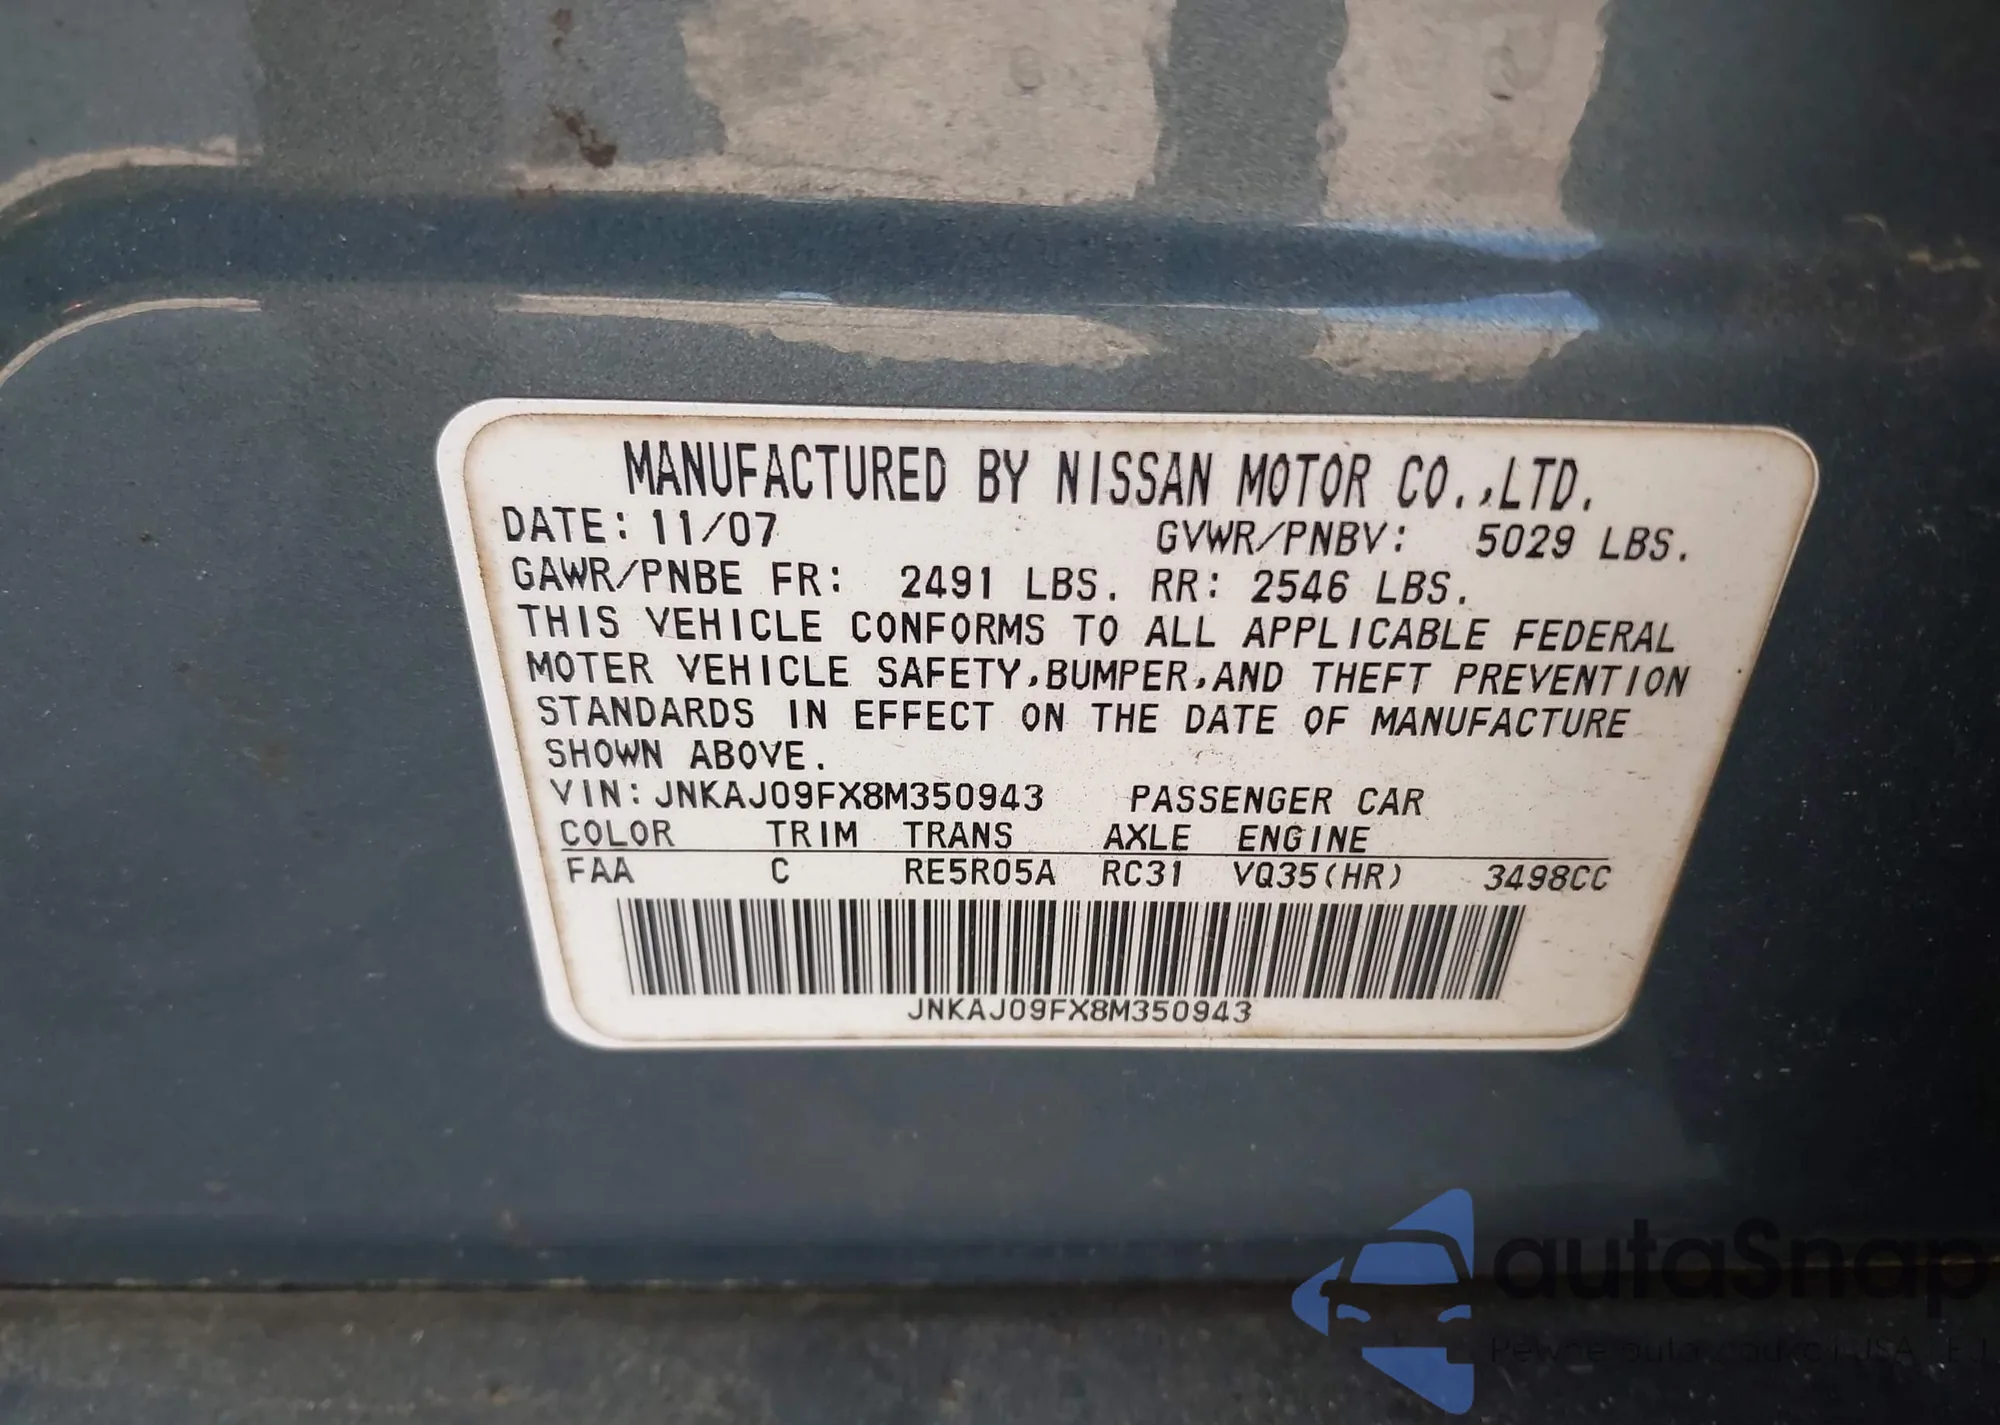 MANUFACTURED BY NISSAN MOTOR CO.,LTD.
DATE: 11/07 GVWR/PNBV: 5029 LBS.
GAWR/PNBE FR: 2491 LBS. RR: 2546 LBS.
THIS VEHICLE CONFORMS TO ALL APPLICABLE FEDERAL
MOTER VEHICLE SAFETY,BUMPER,AND THEFT PREVENTION
STANDARDS IN EFFECT ON THE DATE OF MANUFACTURE
SHOWN ABOVE.
VIN: JNKAJ09FX8M350943 PASSENGER CAR
COLOR TRIM TRANS AXLE ENGINE
FAA C RE5R05A RC31 VQ35(HR) 3498CC
JNKAJ09FX8M350943
autaSnap